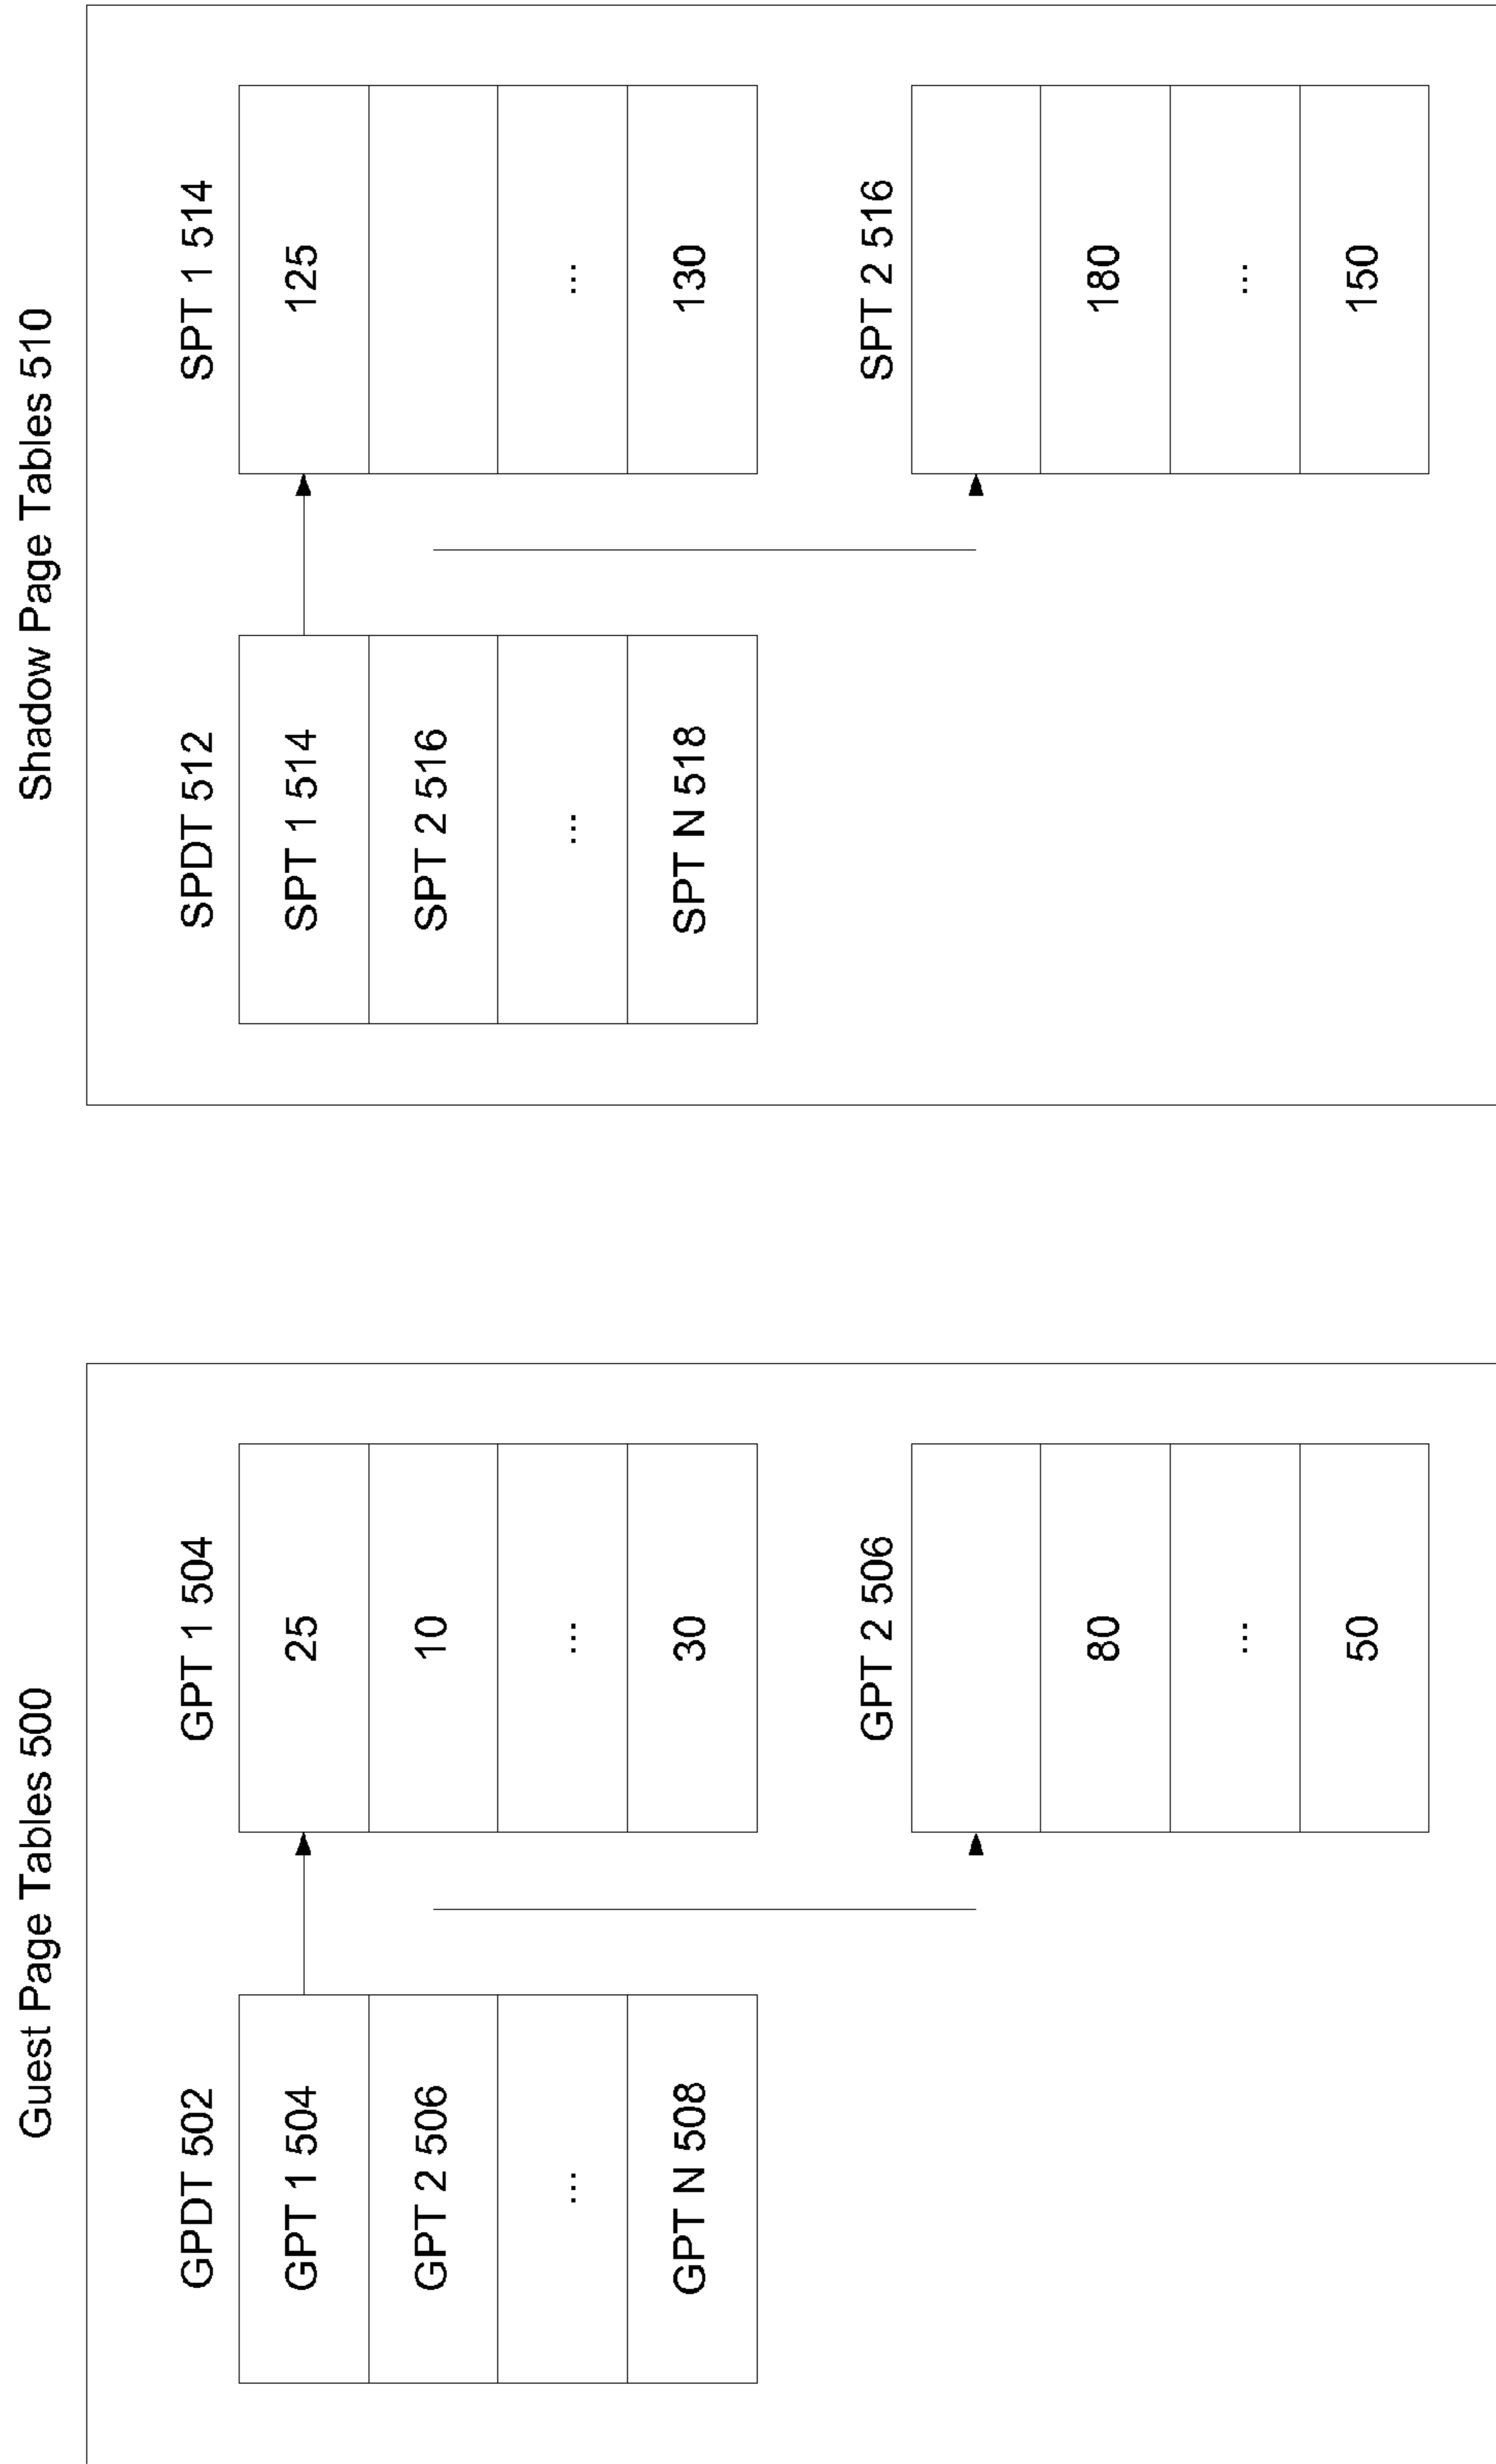 Guest Page Tables 500
GPDT 502
GPT 1 504
GPT 2 506
...
GPT N 508
GPT 1 504
25
10
...
30
GPT 2 506
80
...
50
Shadow Page Tables 510
SPDT 512
SPT 1 514
SPT 2 516
...
SPT N 518
SPT 1 514
125
...
130
SPT 2 516
180
...
150